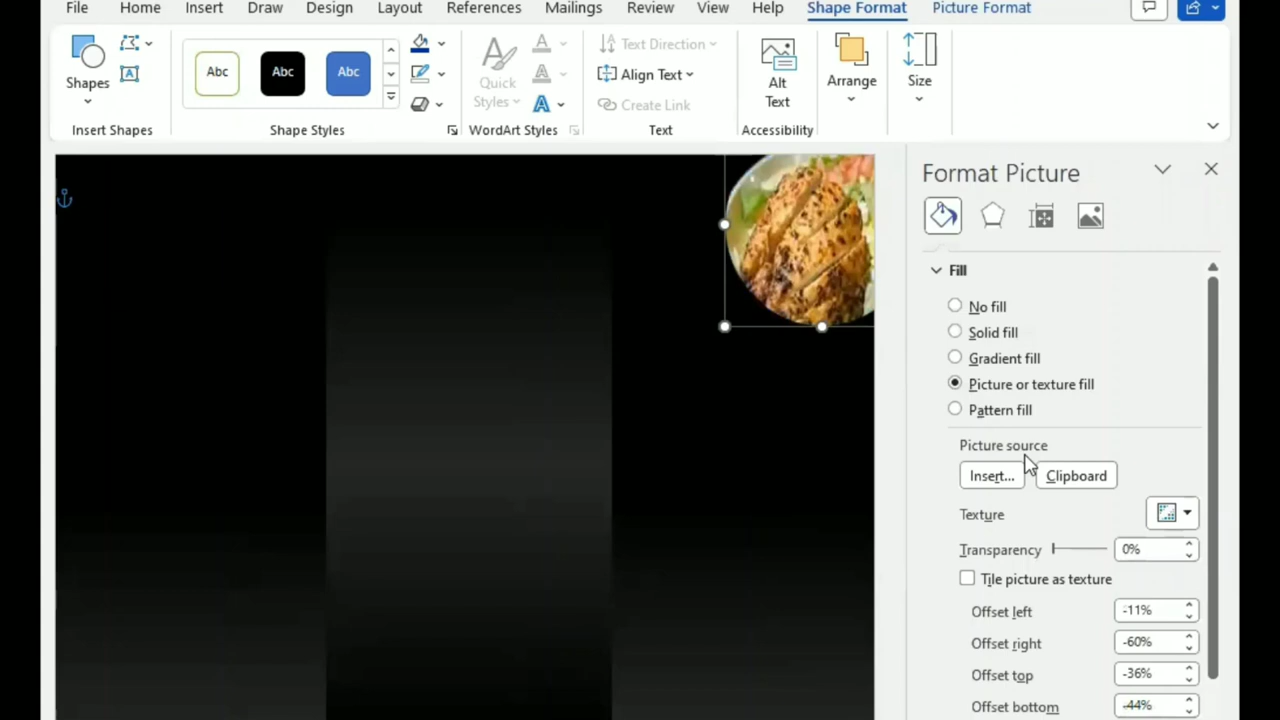 File Home Insert Draw Design Layout References Mailings Review View Help Shape Format Picture Format
Shapes
Insert Shapes
Abc Abc Abc
Shape Styles
Quick Styles
WordArt Styles
Text Direction
Align Text
Create Link
Text
Alt Text
Accessibility
Arrange
Size
Format Picture
Fill
No fill
Solid fill
Gradient fill
Picture or texture fill
Pattern fill
Picture source
Insert... Clipboard
Texture
Transparency 0%
Tile picture as texture
Offset left -11%
Offset right -60%
Offset top -36%
Offset bottom -44%